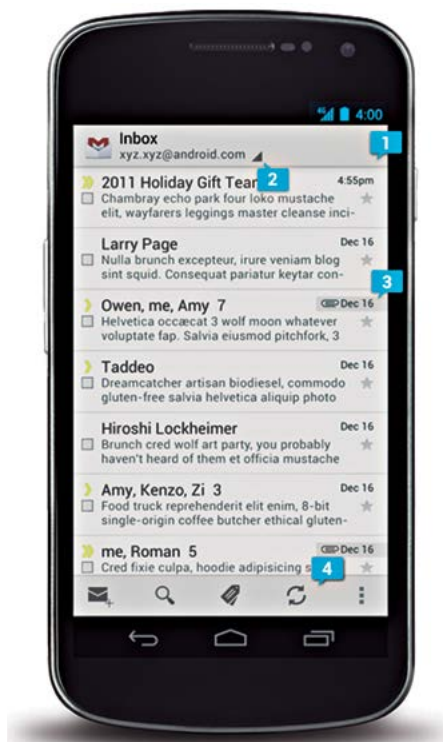 4G 4:00
1
Inbox
xyz.xyz@android.com
2
2011 Holiday Gift Tear 4:55pm
Chambray echo park four loko mustache
elit, wayfarers leggings master cleanse inci-
Larry Page Dec 16
Nulla brunch excepteur, irure veniam blog
sint squid. Consequat pariatur keytar con-
3
Owen, me, Amy 7 Dec 16
Helvetica occæcat 3 wolf moon whatever
voluptate fap. Salvia eiusmod pitchfork, 3
Taddeo Dec 16
Dreamcatcher artisan biodiesel, commodo
gluten-free salvia helvetica aliquip photo
Hiroshi Lockheimer Dec 16
Brunch cred wolf art party, you probably
haven't heard of them et officia mustache
Amy, Kenzo, Zi 3 Dec 16
Food truck reprehenderit elit enim, 8-bit
single-origin coffee butcher ethical gluten-
me, Roman 5 Dec 16
Cred fixie culpa, hoodie adipisicing s
4